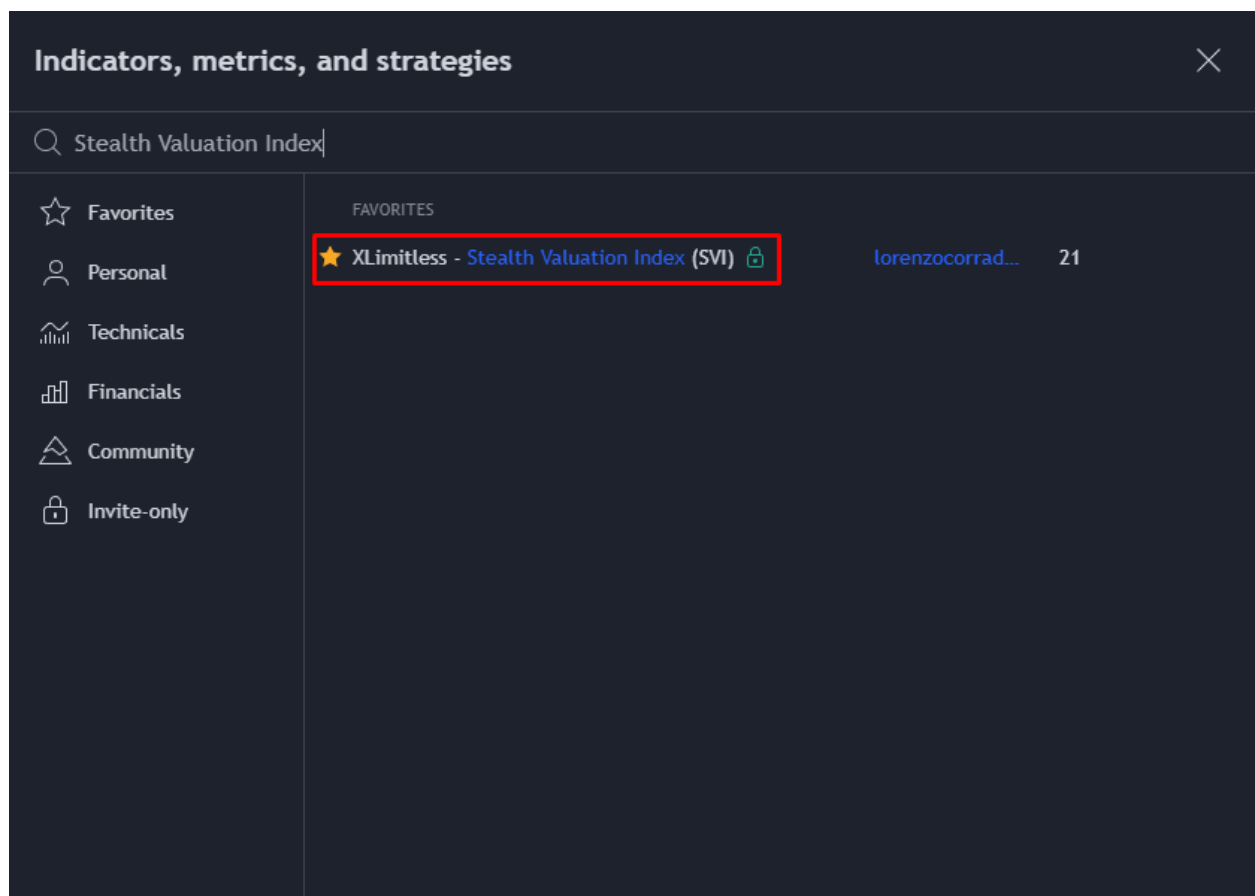 Indicators, metrics, and strategies
Stealth Valuation Index
Favorites
Personal
Technicals
Financials
Community
Invite-only
FAVORITES
XLimitless - Stealth Valuation Index (SVI) lorenzocorrad... 21